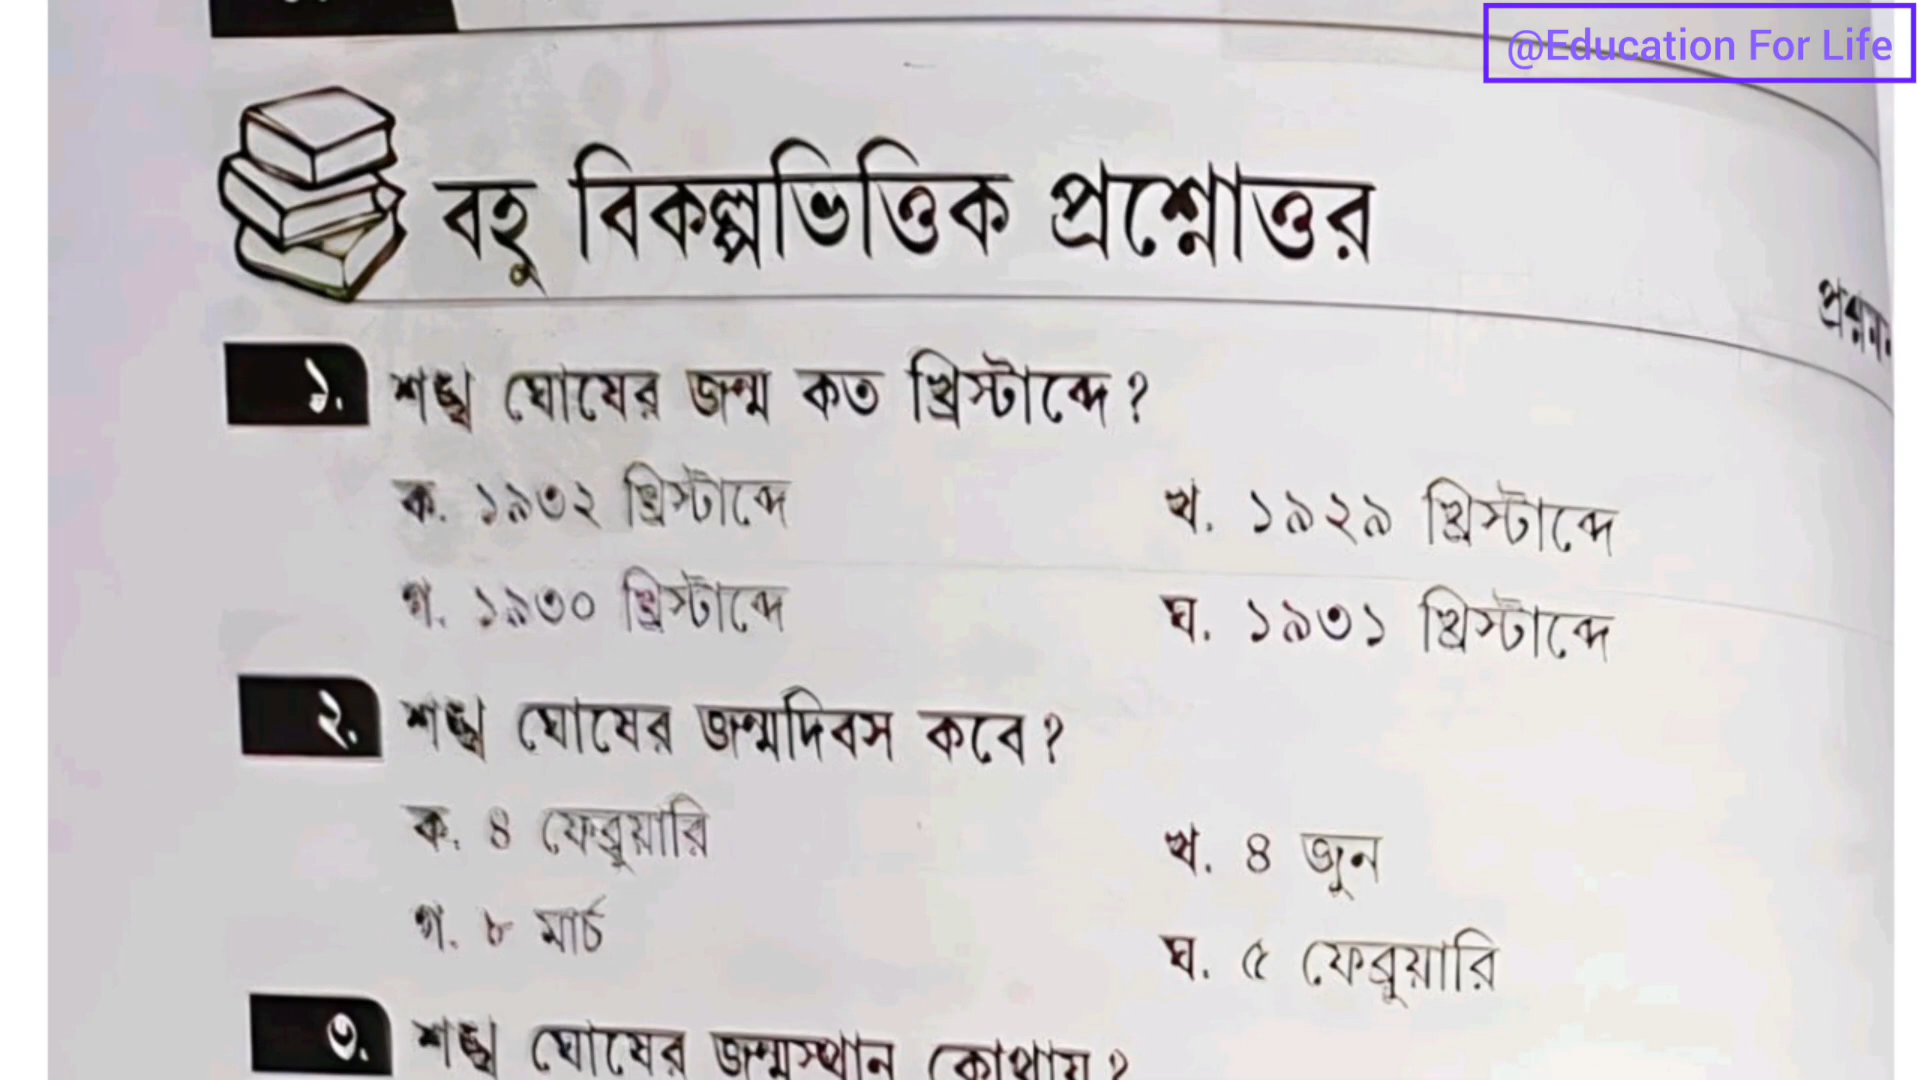 @Education For Life
বহু বিকল্পভিত্তিক প্রশ্নোত্তর
১. শঙ্খ ঘোষের জন্ম কত খ্রিস্টাব্দে?
ক. ১৯৩২ খ্রিস্টাব্দে খ. ১৯২৯ খ্রিস্টাব্দে
গ. ১৯৩০ খ্রিস্টাব্দে ঘ. ১৯৩১ খ্রিস্টাব্দে
২. শঙ্খ ঘোষের জন্মদিবস কবে?
ক. ৪ ফেব্রুয়ারি খ. ৪ জুন
গ. ৮ মার্চ ঘ. ৫ ফেব্রুয়ারি
৩. শঙ্খ ঘোষের জন্মস্থান কোথায়?